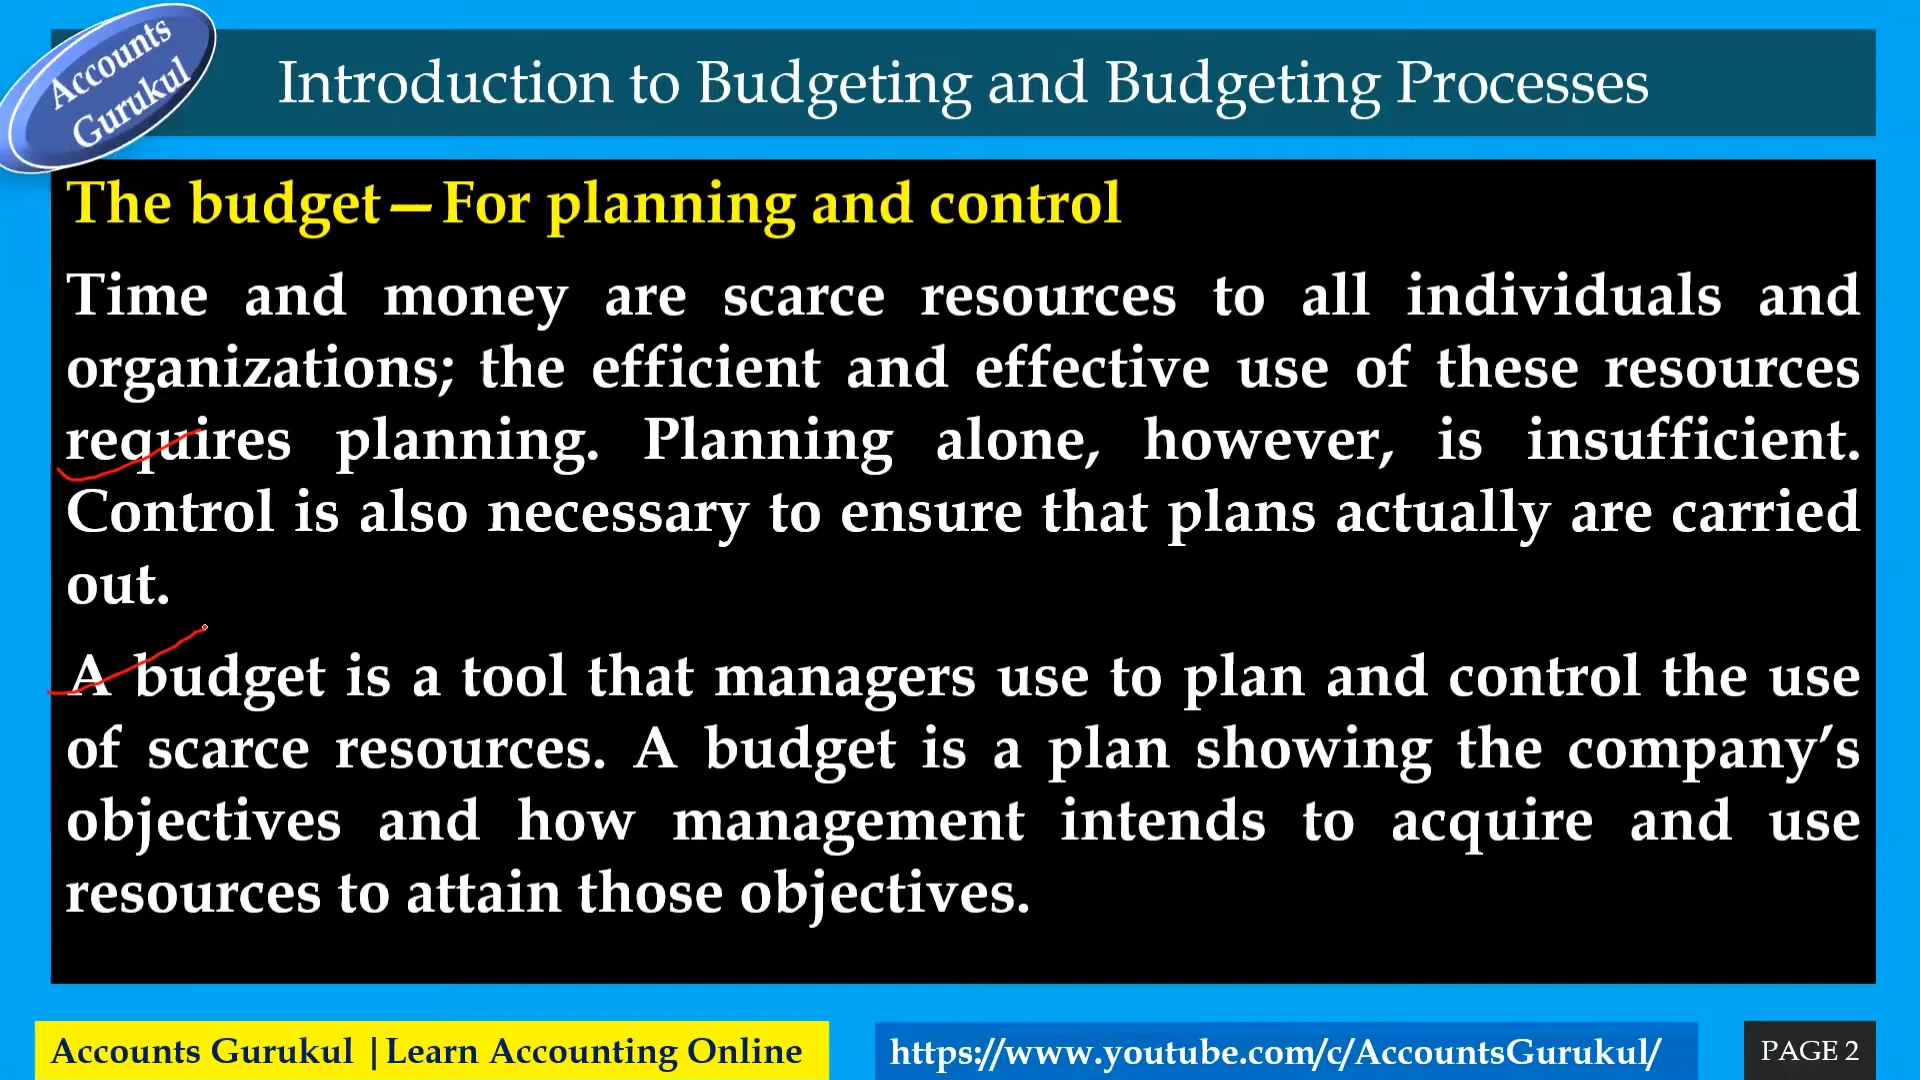 Accounts
Gurukul
Introduction to Budgeting and Budgeting Processes
The budget—For planning and control
Time and money are scarce resources to all individuals and
organizations; the efficient and effective use of these resources
requires planning. Planning alone, however, is insufficient.
Control is also necessary to ensure that plans actually are carried
out.
A budget is a tool that managers use to plan and control the use
of scarce resources. A budget is a plan showing the company’s
objectives and how management intends to acquire and use
resources to attain those objectives.
Accounts Gurukul |Learn Accounting Online
https://www.youtube.com/c/AccountsGurukul/
PAGE 2